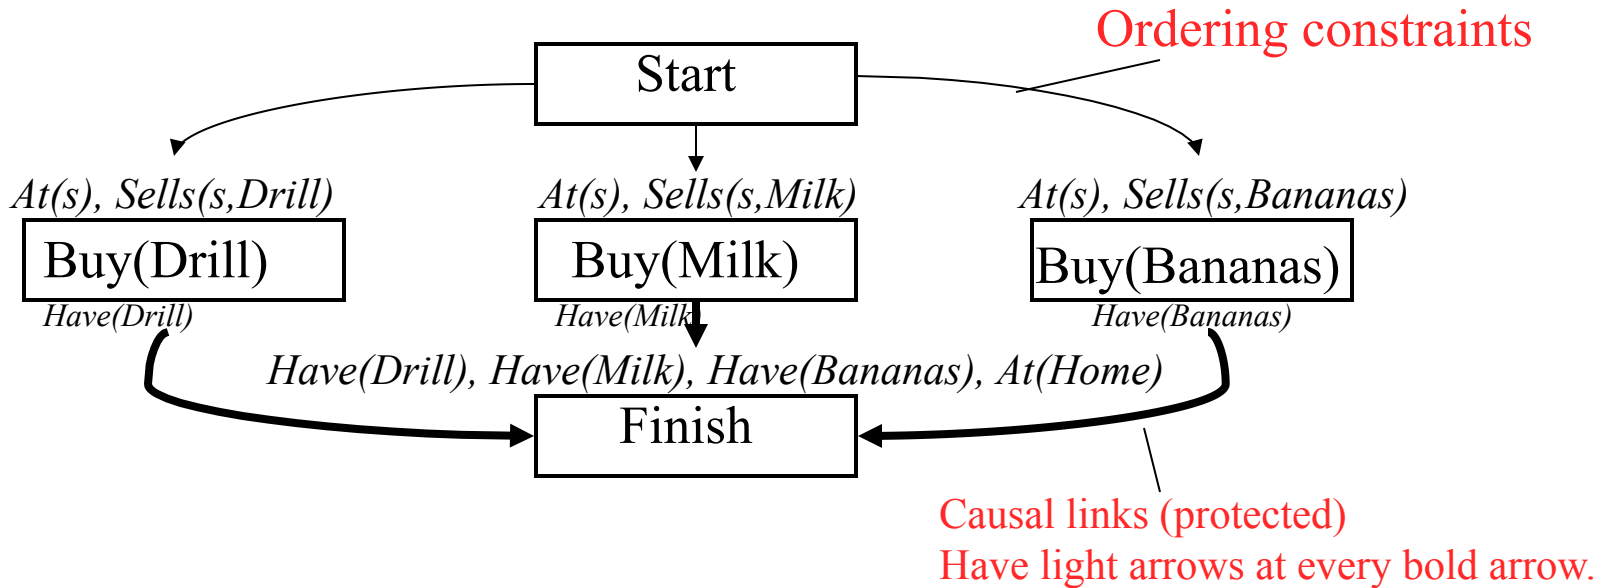 Ordering constraints
Start
At(s), Sells(s,Drill)
At(s), Sells(s,Milk)
At(s), Sells(s,Bananas)
Buy(Drill)
Buy(Milk)
Buy(Bananas)
Have(Drill)
Have(Milk)
Have(Bananas)
Have(Drill), Have(Milk), Have(Bananas), At(Home)
Finish
Causal links (protected)
Have light arrows at every bold arrow.